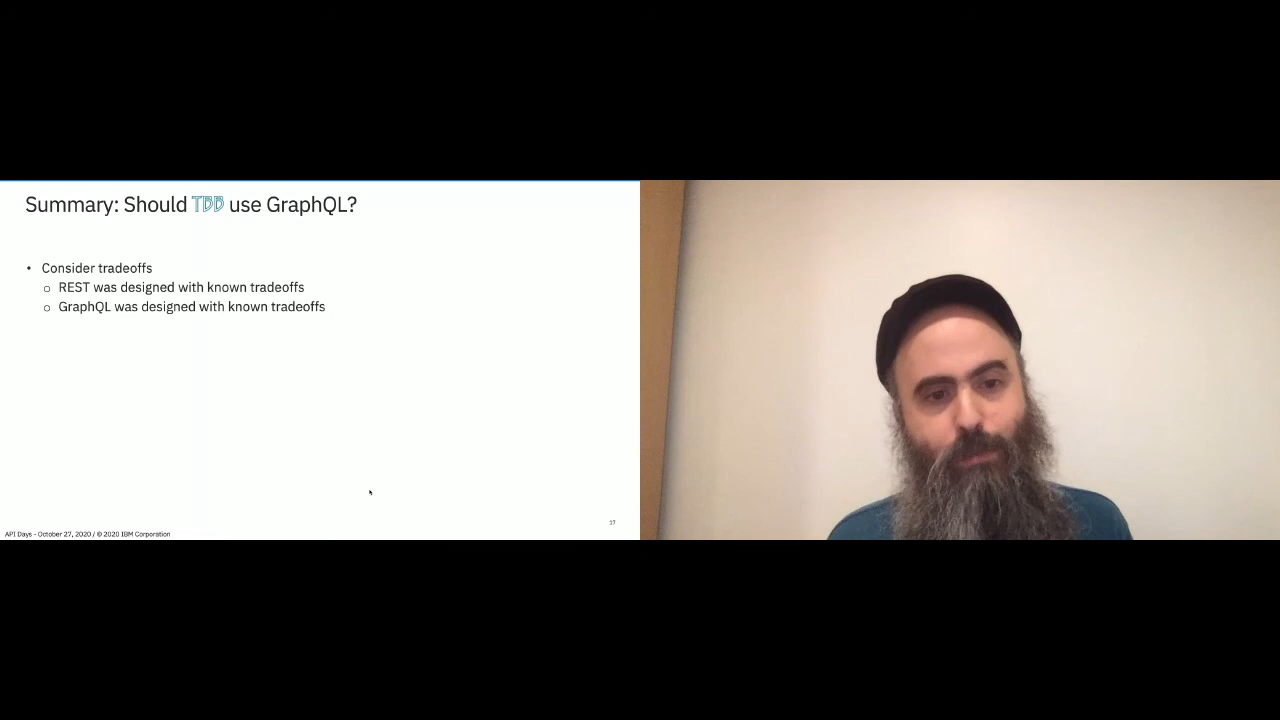 Summary: Should TBD use GraphQL?
• Consider tradeoffs
○ REST was designed with known tradeoffs
○ GraphQL was designed with known tradeoffs
17
API Days - October 27, 2020 / © 2020 IBM Corporation